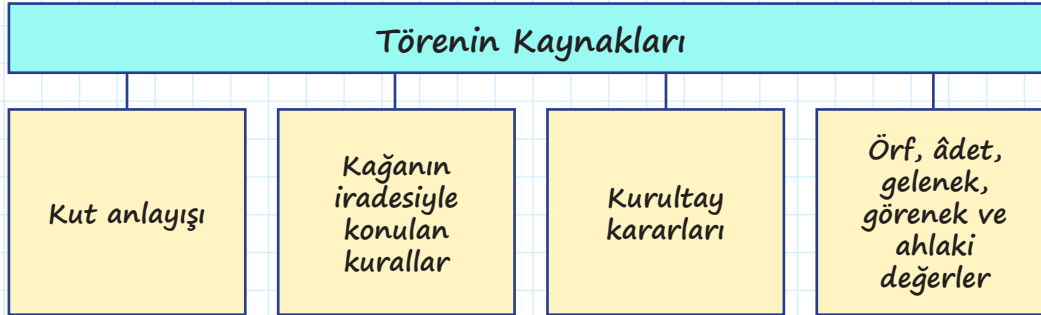 Törenin Kaynakları
Kut anlayışı
Kağanın
iradesiyle
konulan
kurallar
Kurultay
kararları
Örf, âdet,
gelenek,
görenek ve
ahlaki
değerler